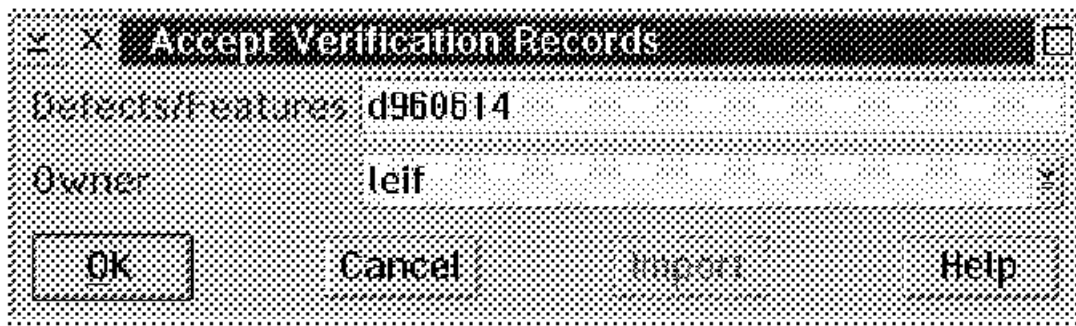 Accept Verification Records
Defects/Features d960614
Owner leif
OK Cancel Import Help